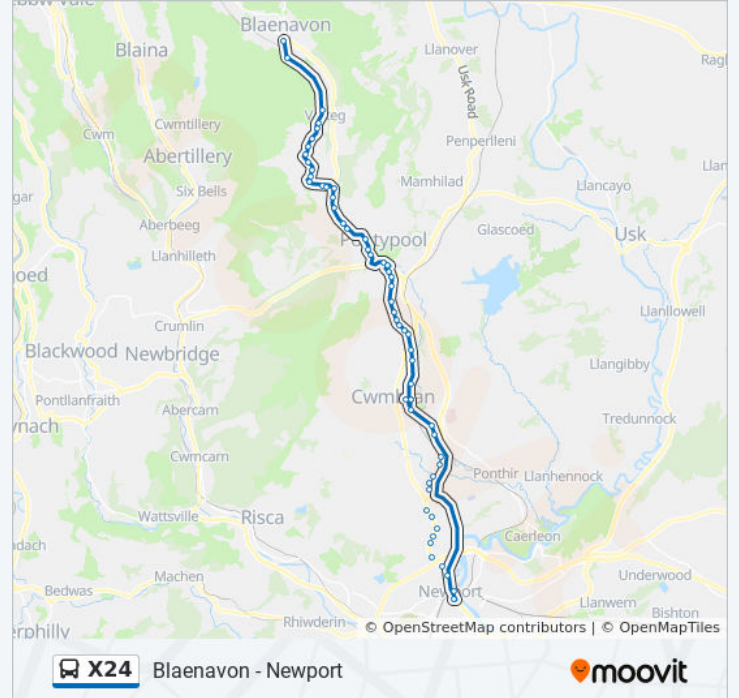 Blaenavon
Blaina
Llanover
Usk Road
Cwmtillery
Cwm
Penperlleni
Abertillery
Six Bells
Mamhilad
Llancayo
Aberbeeg
Glascoed
Usk
Llanhilleth
Crumlin
Llanllowell
Blackwood
Newbridge
Llangibby
Pontllanfraith
Abercarn
Tredunnock
Cwmcarn
Ponthir
Llanhennock
Wattsville
Risca
Caerleon
Machen
Underwood
Bedwas
Newport
Llanwern
Bishton
Rhiwderin
© OpenStreetMap contributors | © OpenMapTiles
X24
Blaenavon - Newport
moovit